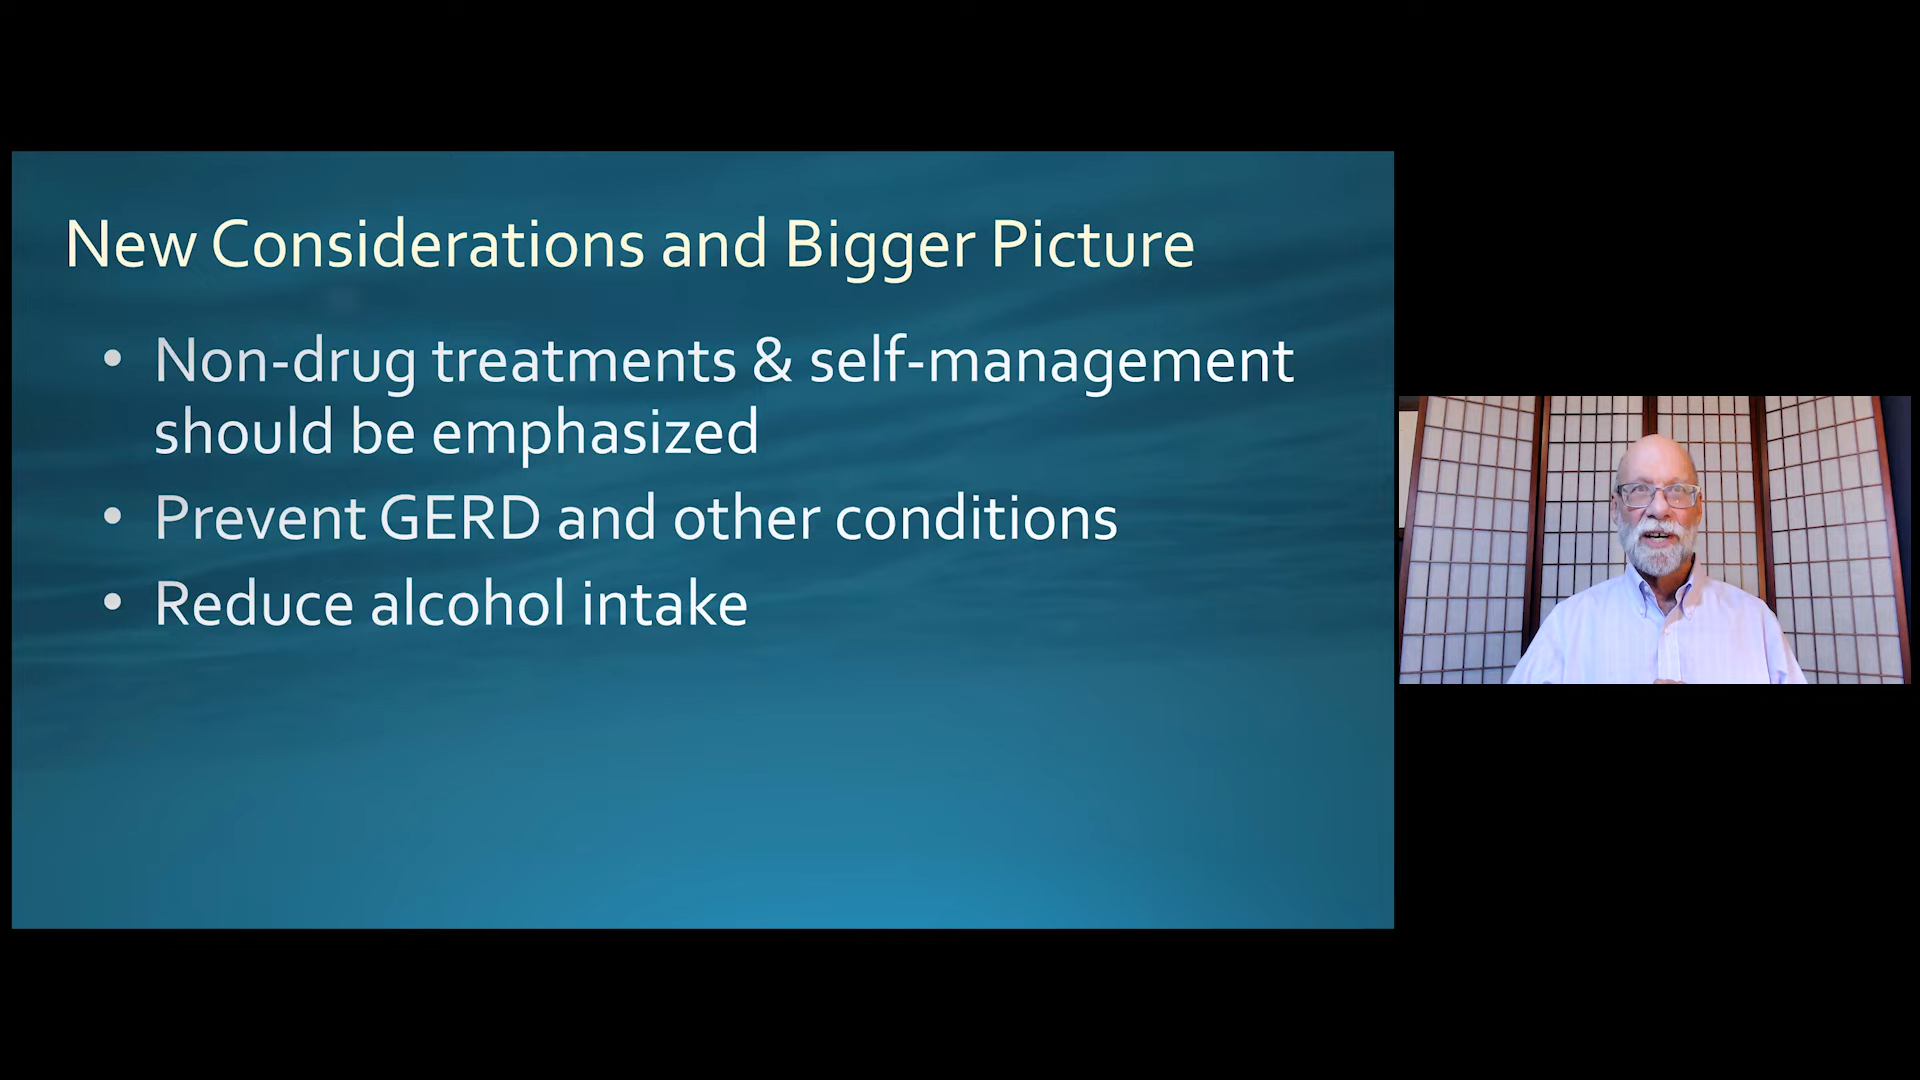 New Considerations and Bigger Picture
• Non-drug treatments & self-management
should be emphasized
• Prevent GERD and other conditions
• Reduce alcohol intake